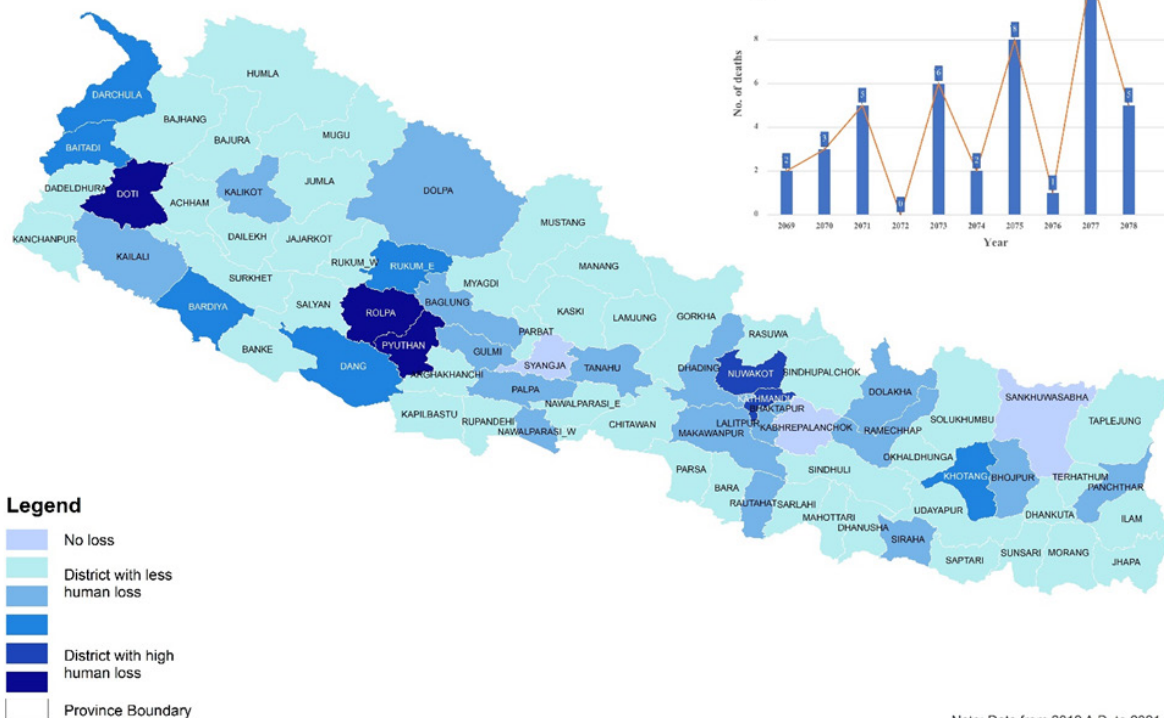 HUMLA
DARCHULA
BAJHANG
MUGU
BAJURA
BAITADI
JUMLA
DADELDHURA
DOTI
KALIKOT
DOLPA
ACHHAM
MUSTANG
KANCHANPUR
DAILEKH
JAJARKOT
KAILALI
RUKUM_W
RUKUM_E
MANANG
SURKHET
MYAGDI
BARDIYA
SALYAN
BAGLUNG
ROLPA
KASKI
LAMJUNG
GORKHA
PARBAT
RASUWA
BANKE
PYUTHAN
GULMI
SYANGJA
TANAHU
DHADING
NUWAKOT
SINDHUPALCHOK
DANG
ARGHAKHANCHI
PALPA
DOLAKHA
SANKHUWASABHA
KATHMANDU
BHAKTAPUR
NAWALPARASI_E
KAPILBASTU
RUPANDEHI
CHITAWAN
LALITPUR
KABHREPALANCHOK
SOLUKHUMBU
TAPLEJUNG
NAWALPARASI_W
MAKAWANPUR
RAMECHHAP
DKHALDHUNGA
PARSA
SINDHULI
KHOTANG
BHOJPUR
TERHATHUM
PANCHTHAR
BARA
RAUTAHAT
SARLAHI
UDAYAPUR
DHANKUTA
MAHOTTARI
DHANUSHA
ILAM
SIRAHA
SAPTARI
SUNSARI
MORANG
JHAPA
No. of deaths
8
6
4
2
0
2
3
5
0
6
2
8
1
5
2069 2070 2071 2072 2073 2074 2075 2076 2077 2078
Year
Legend
No loss
District with less
human loss
District with high
human loss
Province Boundary